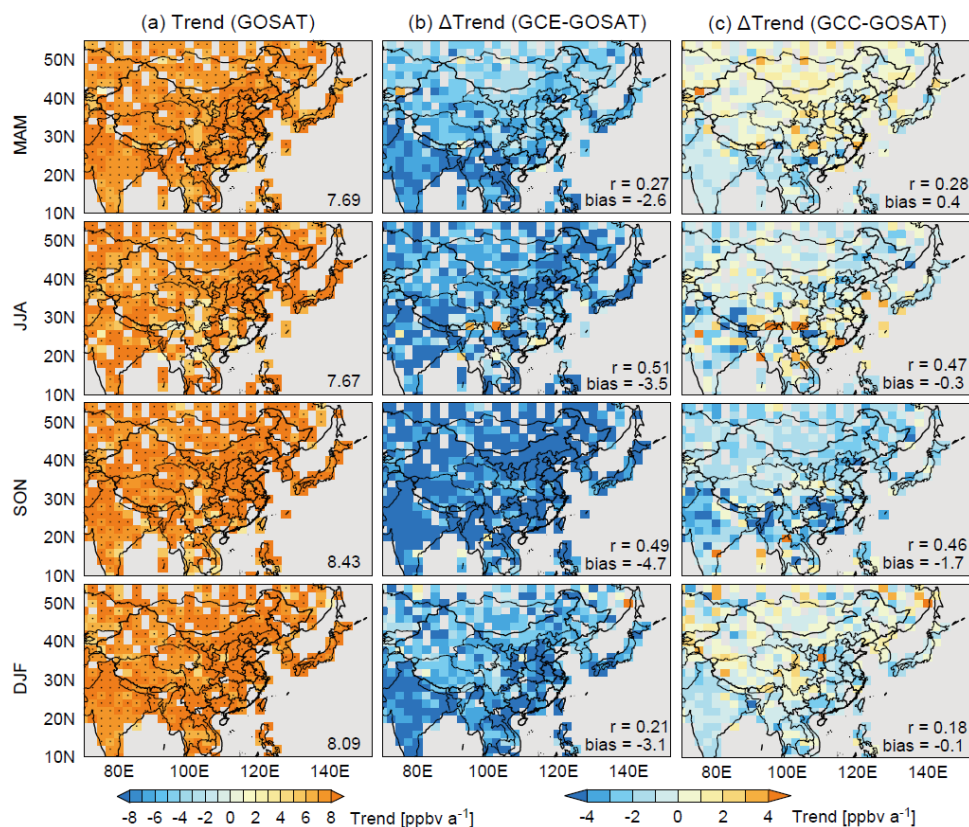 (a) Trend (GOSAT) (b) ΔTrend (GCE-GOSAT) (c) ΔTrend (GCC-GOSAT)
50N
40N
MAM
30N
20N
10N
7.69
r = 0.27
bias = -2.6
r = 0.28
bias = 0.4
50N
40N
JJA
30N
20N
10N
7.67
r = 0.51
bias = -3.5
r = 0.47
bias = -0.3
50N
40N
SON
30N
20N
10N
8.43
r = 0.49
bias = -4.7
r = 0.46
bias = -1.7
50N
40N
DJF
30N
20N
10N
8.09
r = 0.21
bias = -3.1
r = 0.18
bias = -0.1
80E 100E 120E 140E 80E 100E 120E 140E 80E 100E 120E 140E
-8 -6 -4 -2 0 2 4 6 8 Trend [ppbv a⁻¹]
-4 -2 0 2 4 Trend [ppbv a⁻¹]